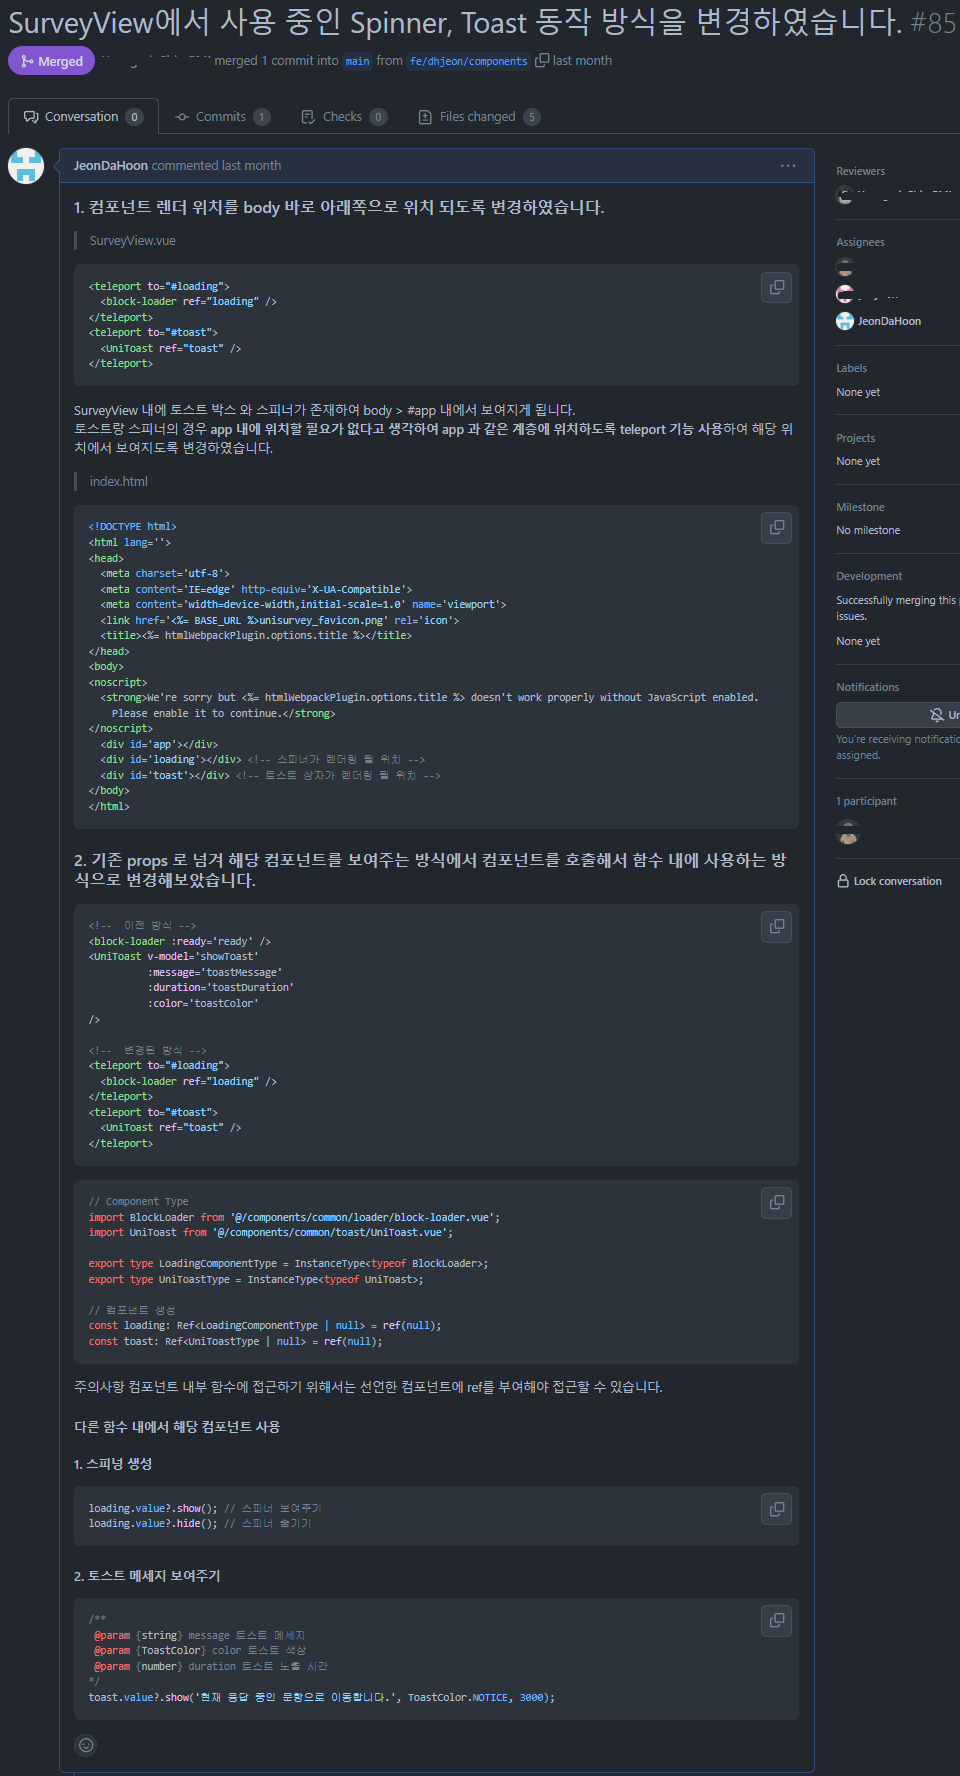 SurveyView에서 사용 중인 Spinner, Toast 동작 방식을 변경하였습니다. #85
Merged
merged 1 commit into main from fe/dhjeon/components last month
Conversation 0
Commits 1
Checks 0
Files changed 5
JeonDaHoon commented last month
1. 컴포넌트 렌더 위치를 body 바로 아래쪽으로 위치 되도록 변경하였습니다.
SurveyView.vue
<teleport to="#loading">
<block-loader ref="loading" />
</teleport>
<teleport to="#toast">
<UniToast ref="toast" />
</teleport>
SurveyView 내에 토스트 박스 와 스피너가 존재하여 body > #app 내에서 보여지게 됩니다.
토스트랑 스피너의 경우 app 내에 위치할 필요가 없다고 생각하여 app 과 같은 계층에 위치하도록 teleport 기능 사용하여 해당 위
치에서 보여지도록 변경하였습니다.
index.html
<!DOCTYPE html>
<html lang=''>
<head>
<meta charset='utf-8'>
<meta content='IE=edge' http-equiv='X-UA-Compatible'>
<meta content='width=device-width,initial-scale=1.0' name='viewport'>
<link href='<%= BASE_URL %>unisurvey_favicon.png' rel='icon'>
<title><%= htmlWebpackPlugin.options.title %></title>
</head>
<body>
<noscript>
<strong>We're sorry but <%= htmlWebpackPlugin.options.title %> doesn't work properly without JavaScript enabled.
Please enable it to continue.</strong>
</noscript>
<div id='app'></div>
<div id='loading'></div> <!-- 스피너가 렌더링 될 위치 -->
<div id='toast'></div> <!-- 토스트 상자가 렌더링 될 위치 -->
</body>
</html>
2. 기존 props 로 넘겨 해당 컴포넌트를 보여주는 방식에서 컴포넌트를 호출해서 함수 내에 사용하는 방
식으로 변경해보았습니다.
<!-- 이전 방식 -->
<block-loader :ready='ready' />
<UniToast v-model='showToast'
:message='toastMessage'
:duration='toastDuration'
:color='toastColor'
/>
<!-- 변경된 방식 -->
<teleport to="#loading">
<block-loader ref="loading" />
</teleport>
<teleport to="#toast">
<UniToast ref="toast" />
</teleport>
// Component Type
import BlockLoader from '@/components/common/loader/block-loader.vue';
import UniToast from '@/components/common/toast/UniToast.vue';
export type LoadingComponentType = InstanceType<typeof BlockLoader>;
export type UniToastType = InstanceType<typeof UniToast>;
// 컴포넌트 생성
const loading: Ref<LoadingComponentType | null> = ref(null);
const toast: Ref<UniToastType | null> = ref(null);
주의사항 컴포넌트 내부 함수에 접근하기 위해서는 선언한 컴포넌트에 ref를 부여해야 접근할 수 있습니다.
다른 함수 내에서 해당 컴포넌트 사용
1. 스피넝 생성
loading.value?.show(); // 스피너 보여주기
loading.value?.hide(); // 스피너 숨기기
2. 토스트 메세지 보여주기
/**
@param {string} message 토스트 메세지
@param {ToastColor} color 토스트 색상
@param {number} duration 토스트 노출 시간
*/
toast.value?.show('현재 응답 중인 문항으로 이동합니다.', ToastColor.NOTICE, 3000);
Reviewers
Assignees
JeonDaHoon
Labels
None yet
Projects
None yet
Milestone
No milestone
Development
Successfully merging this
issues.
None yet
Notifications
Un
You're receiving notificatio
assigned.
1 participant
Lock conversation